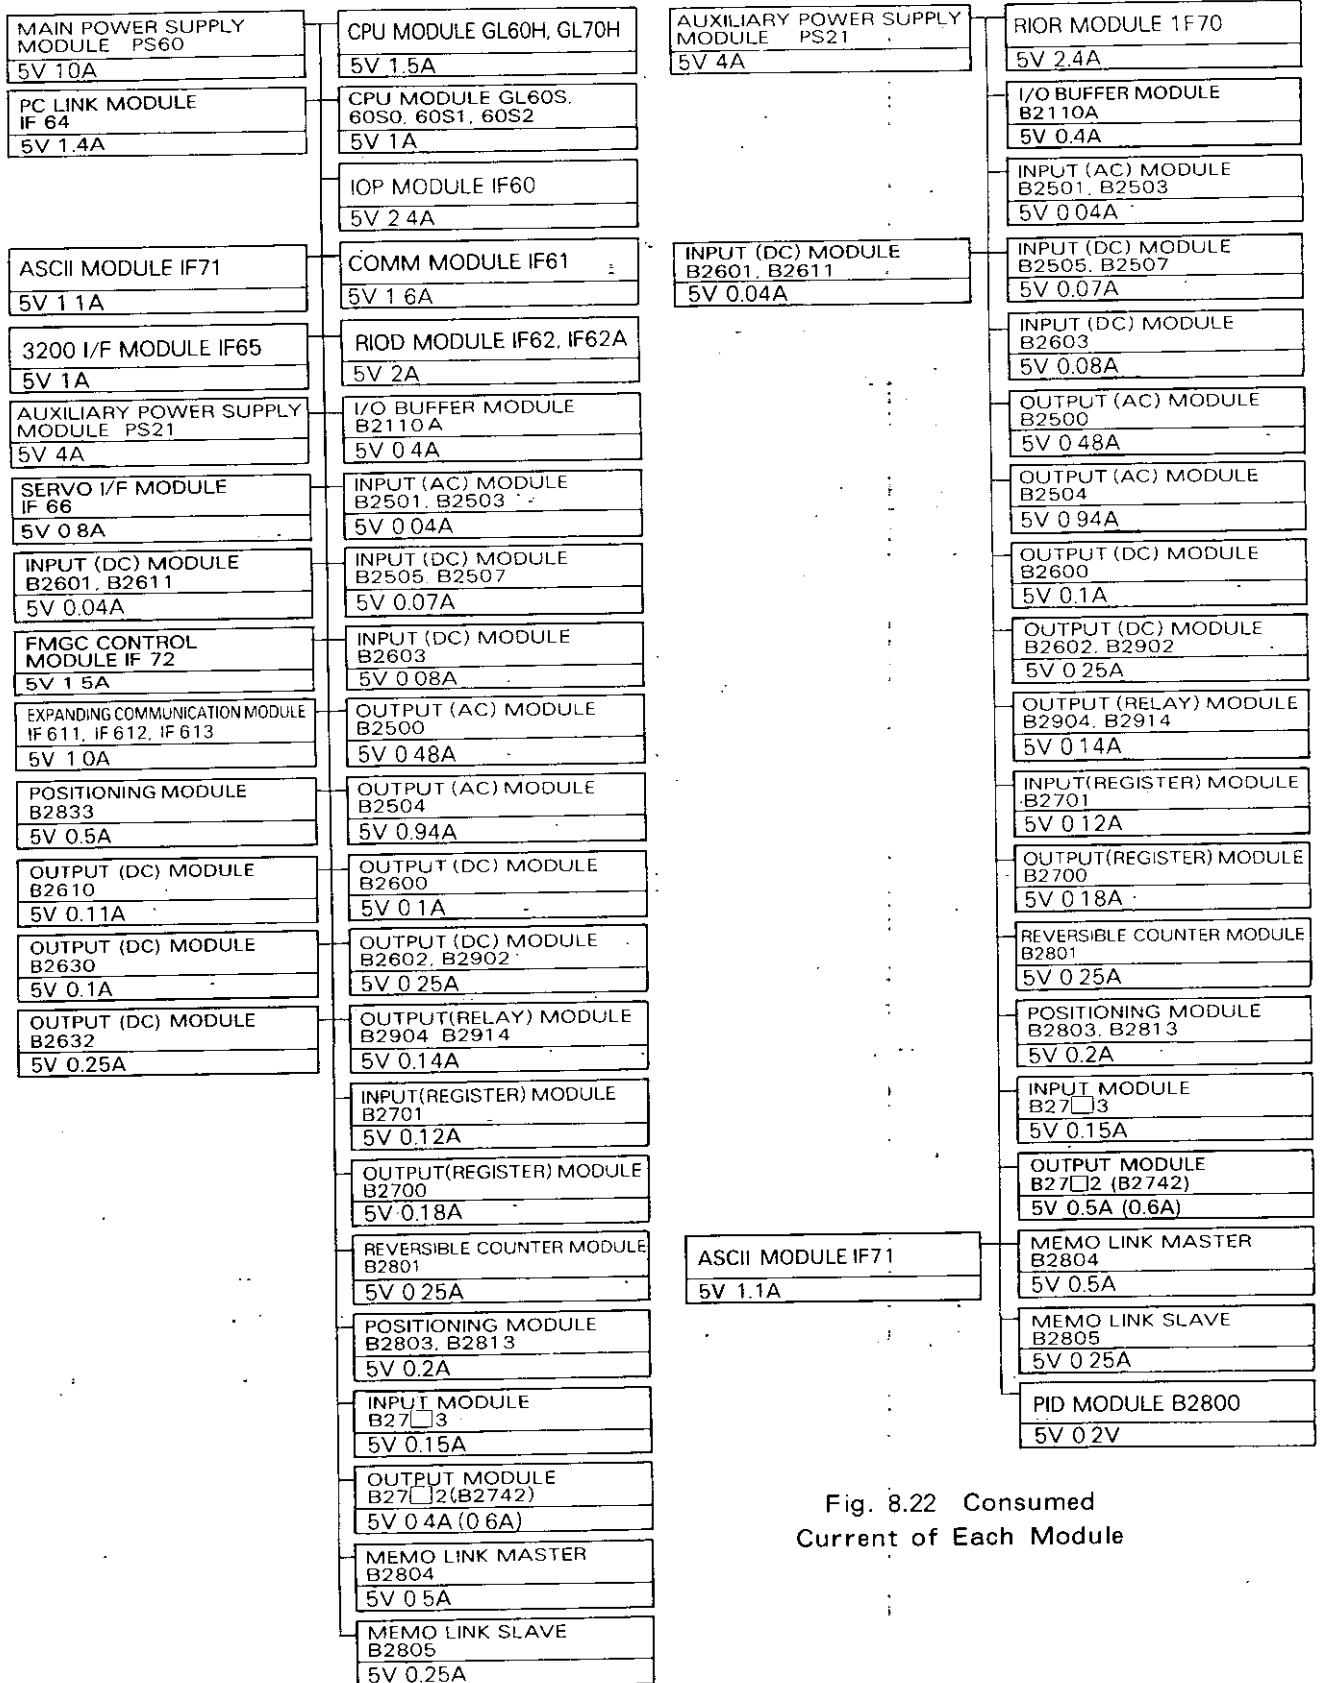 MAIN POWER SUPPLY
MODULE PS60
5V 10A
PC LINK MODULE
IF 64
5V 1.4A
ASCII MODULE IF71
5V 1 1A
3200 I/F MODULE IF65
5V 1A
AUXILIARY POWER SUPPLY
MODULE PS21
5V 4A
SERVO I/F MODULE
IF 66
5V 0 8A
INPUT (DC) MODULE
B2601, B2611
5V 0.04A
FMGC CONTROL
MODULE IF 72
5V 1 5A
EXPANDING COMMUNICATION MODULE
IF 611, IF 612, IF 613
5V 1 0A
POSITIONING MODULE
B2833
5V 0.5A
OUTPUT (DC) MODULE
B2610
5V 0.11A
OUTPUT (DC) MODULE
B2630
5V 0.1A
OUTPUT (DC) MODULE
B2632
5V 0.25A
CPU MODULE GL60H, GL70H
5V 1.5A
CPU MODULE GL60S,
60S0, 60S1, 60S2
5V 1A
IOP MODULE IF60
5V 2 4A
COMM MODULE IF61
5V 1 6A
RIOD MODULE IF62, IF62A
5V 2A
I/O BUFFER MODULE
B2110A
5V 0 4A
INPUT (AC) MODULE
B2501, B2503
5V 0 04A
INPUT (DC) MODULE
B2505, B2507
5V 0.07A
INPUT (DC) MODULE
B2603
5V 0 08A
OUTPUT (AC) MODULE
B2500
5V 0 48A
OUTPUT (AC) MODULE
B2504
5V 0.94A
OUTPUT (DC) MODULE
B2600
5V 0 1A
OUTPUT (DC) MODULE
B2602, B2902
5V 0 25A
OUTPUT(RELAY) MODULE
B2904 B2914
5V 0.14A
INPUT(REGISTER) MODULE
B2701
5V 0.12A
OUTPUT(REGISTER) MODULE
B2700
5V 0.18A
REVERSIBLE COUNTER MODULE
B2801
5V 0 25A
POSITIONING MODULE
B2803, B2813
5V 0.2A
INPUT MODULE
B27□3
5V 0.15A
OUTPUT MODULE
B27□2(B2742)
5V 0 4A (0 6A)
MEMO LINK MASTER
B2804
5V 0 5A
MEMO LINK SLAVE
B2805
5V 0.25A
AUXILIARY POWER SUPPLY
MODULE PS21
5V 4A
INPUT (DC) MODULE
B2601, B2611
5V 0.04A
ASCII MODULE IF71
5V 1.1A
RIOR MODULE 1F70
5V 2.4A
I/O BUFFER MODULE
B2110A
5V 0.4A
INPUT (AC) MODULE
B2501, B2503
5V 0 04A
INPUT (DC) MODULE
B2505, B2507
5V 0.07A
INPUT (DC) MODULE
B2603
5V 0.08A
OUTPUT (AC) MODULE
B2500
5V 0 48A
OUTPUT (AC) MODULE
B2504
5V 0 94A
OUTPUT (DC) MODULE
B2600
5V 0.1A
OUTPUT (DC) MODULE
B2602, B2902
5V 0 25A
OUTPUT (RELAY) MODULE
B2904, B2914
5V 0 14A
INPUT(REGISTER) MODULE
B2701
5V 0 12A
OUTPUT(REGISTER) MODULE
B2700
5V 0 18A
REVERSIBLE COUNTER MODULE
B2801
5V 0 25A
POSITIONING MODULE
B2803, B2813
5V 0.2A
INPUT MODULE
B27□3
5V 0.15A
OUTPUT MODULE
B27□2 (B2742)
5V 0.5A (0.6A)
MEMO LINK MASTER
B2804
5V 0.5A
MEMO LINK SLAVE
B2805
5V 0 25A
PID MODULE B2800
5V 0 2V
Fig. 8.22 Consumed
Current of Each Module